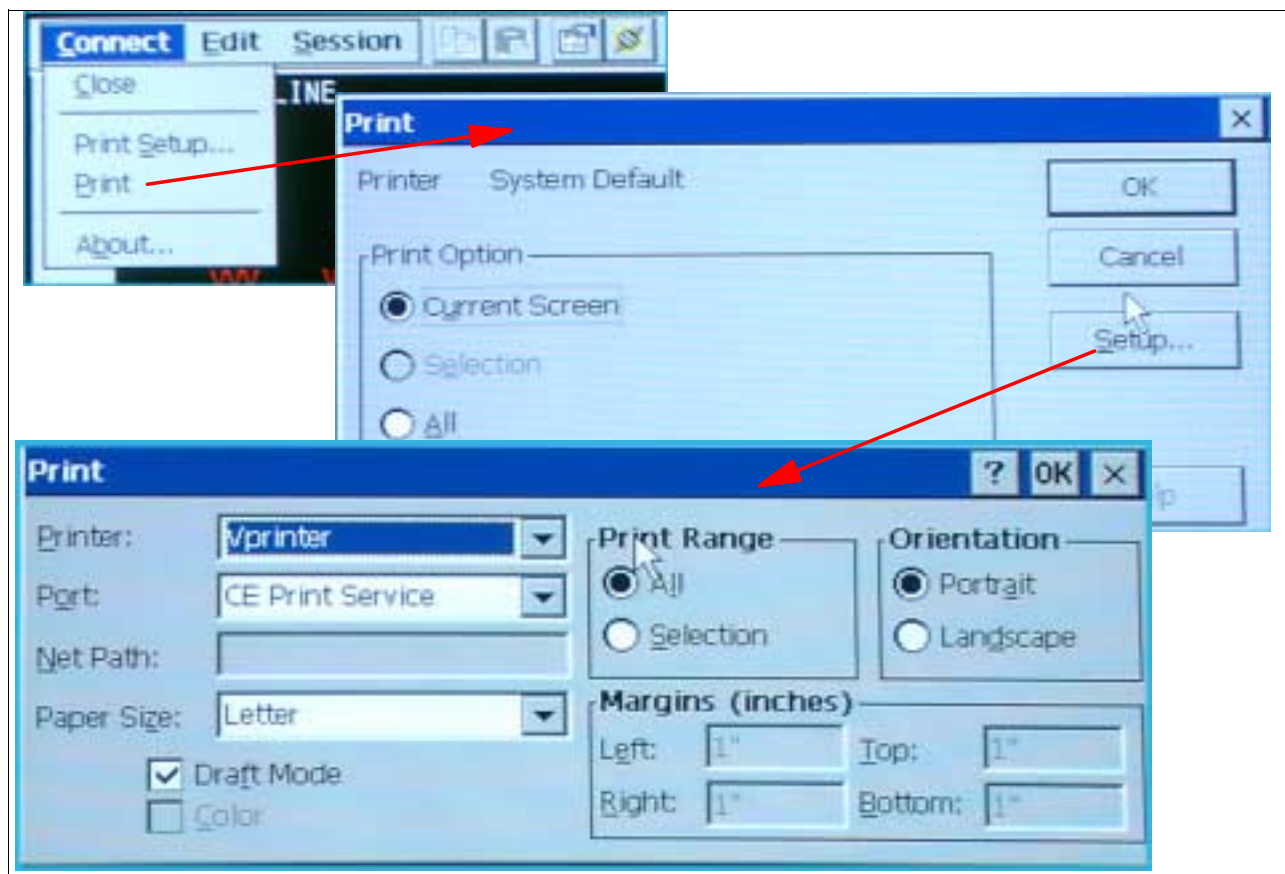 Connect Edit Session
Close
Print Setup...
Print
About...
LINE
Print
Printer System Default
Print Option
Current Screen
Selection
All
OK
Cancel
Setup...
Print
? OK
Printer: Vprinter
Port: CE Print Service
Net Path:
Paper Size: Letter
Draft Mode
Color
Print Range
All
Selection
Orientation
Portrait
Landscape
Margins (inches)
Left: 1" Top: 1"
Right: 1" Bottom: 1"